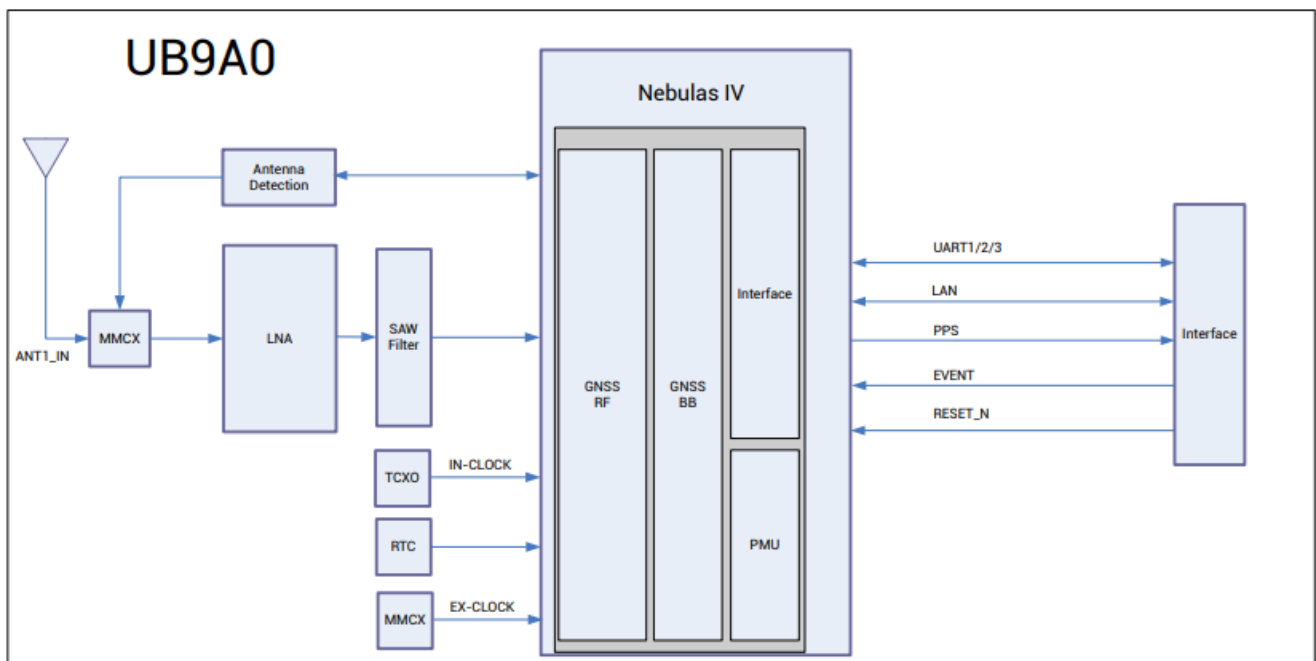 UB9A0
Nebulas IV
Antenna
Detection
MMCX
ANT1_IN
LNA
SAW
Filter
GNSS
RF
GNSS
BB
Interface
PMU
TCXO
IN-CLOCK
RTC
MMCX
EX-CLOCK
UART1/2/3
LAN
PPS
EVENT
RESET_N
Interface